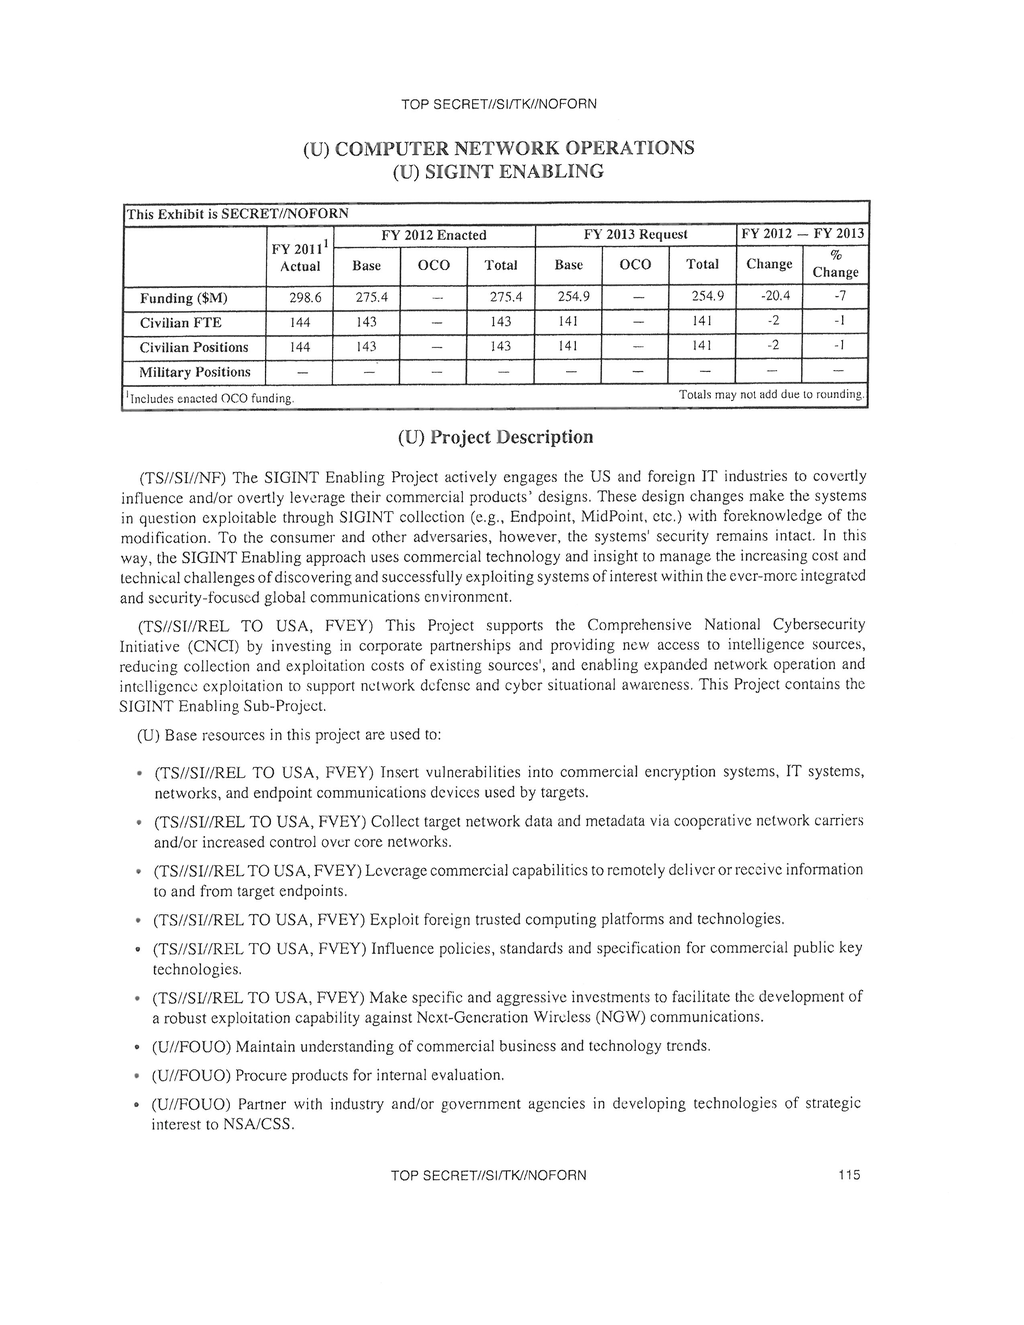 TOP SECRET//SI/TK//NOFORN
(U) COMPUTER NETWORK OPERATIONS
(U) SIGINT ENABLING
This Exhibit is SECRET//NOFORN
FY 2011¹ Actual FY 2012 Enacted FY 2013 Request FY 2012 — FY 2013
Base OCO Total Base OCO Total Change % Change
Funding ($M) 298.6 275.4 — 275.4 254.9 — 254.9 -20.4 -7
Civilian FTE 144 143 — 143 141 — 141 -2 -1
Civilian Positions 144 143 — 143 141 — 141 -2 -1
Military Positions — — — — — — — — —
¹Includes enacted OCO funding. Totals may not add due to rounding.
(U) Project Description
(TS//SI//NF) The SIGINT Enabling Project actively engages the US and foreign IT industries to covertly
influence and/or overtly leverage their commercial products' designs. These design changes make the systems
in question exploitable through SIGINT collection (e.g., Endpoint, MidPoint, etc.) with foreknowledge of the
modification. To the consumer and other adversaries, however, the systems' security remains intact. In this
way, the SIGINT Enabling approach uses commercial technology and insight to manage the increasing cost and
technical challenges of discovering and successfully exploiting systems of interest within the ever-more integrated
and security-focused global communications environment.
(TS//SI//REL TO USA, FVEY) This Project supports the Comprehensive National Cybersecurity
Initiative (CNCI) by investing in corporate partnerships and providing new access to intelligence sources,
reducing collection and exploitation costs of existing sources', and enabling expanded network operation and
intelligence exploitation to support network defense and cyber situational awareness. This Project contains the
SIGINT Enabling Sub-Project.
(U) Base resources in this project are used to:
• (TS//SI//REL TO USA, FVEY) Insert vulnerabilities into commercial encryption systems, IT systems,
networks, and endpoint communications devices used by targets.
• (TS//SI//REL TO USA, FVEY) Collect target network data and metadata via cooperative network carriers
and/or increased control over core networks.
• (TS//SI//REL TO USA, FVEY) Leverage commercial capabilities to remotely deliver or receive information
to and from target endpoints.
• (TS//SI//REL TO USA, FVEY) Exploit foreign trusted computing platforms and technologies.
• (TS//SI//REL TO USA, FVEY) Influence policies, standards and specification for commercial public key
technologies.
• (TS//SI//REL TO USA, FVEY) Make specific and aggressive investments to facilitate the development of
a robust exploitation capability against Next-Generation Wireless (NGW) communications.
• (U//FOUO) Maintain understanding of commercial business and technology trends.
• (U//FOUO) Procure products for internal evaluation.
• (U//FOUO) Partner with industry and/or government agencies in developing technologies of strategic
interest to NSA/CSS.
TOP SECRET//SI/TK//NOFORN 115